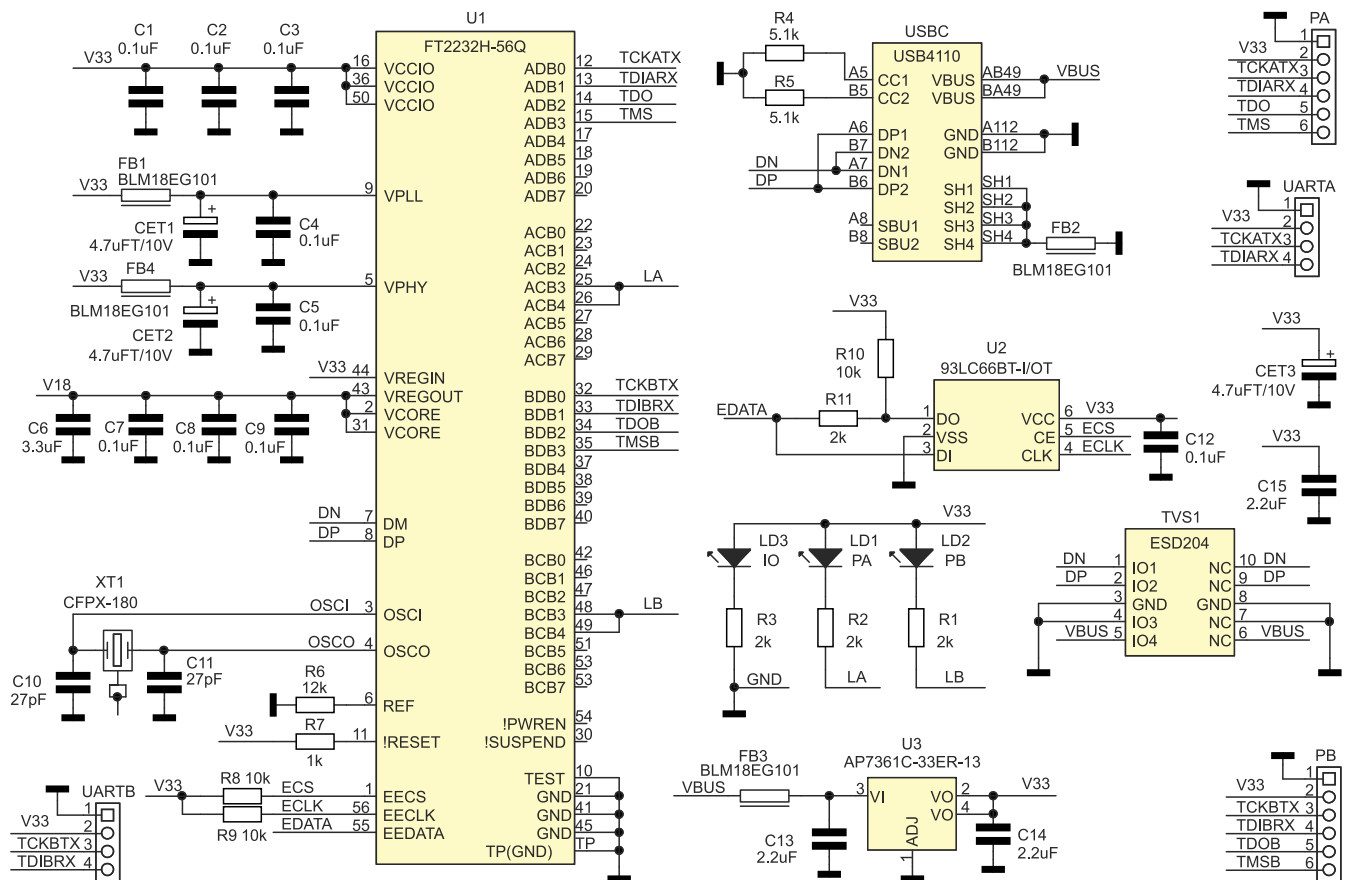 U1
FT2232H-56Q
V33
C1
0.1uF
C2
0.1uF
C3
0.1uF
16 VCCIO
36 VCCIO
50 VCCIO
FB1
BLM18EG101
V33
9 VPLL
CET1
4.7uFT/10V
+
C4
0.1uF
FB4
V33
BLM18EG101
5 VPHY
CET2
4.7uFT/10V
+
C5
0.1uF
V33 44 VREGIN
V18
43 VREGOUT
2 VCORE
31 VCORE
C6
3.3uF
C7
0.1uF
C8
0.1uF
C9
0.1uF
DN 7 DM
DP 8 DP
XT1
CFPX-180
OSCI 3 OSCI
OSCO 4 OSCO
C10
27pF
C11
27pF
R6
12k
6 REF
R7
1k
V33
11 !RESET
V33
R8 10k
ECS 1 EECS
ECLK 56 EECLK
R9 10k
EDATA 55 EEDATA
ADB0 12 TCKATX
ADB1 13 TDIARX
ADB2 14 TDO
ADB3 15 TMS
ADB4 17
ADB5 18
ADB6 19
ADB7 20
ACB0 22
ACB1 23
ACB2 24
ACB3 25 LA
ACB4 26
ACB5 27
ACB6 28
ACB7 29
BDB0 32 TCKBTX
BDB1 33 TDIBRX
BDB2 34 TDOB
BDB3 35 TMSB
BDB4 37
BDB5 38
BDB6 39
BDB7 40
BCB0 42
BCB1 46
BCB2 47
BCB3 48 LB
BCB4 49
BCB5 51
BCB6 53
BCB7 53
!PWREN 54
!SUSPEND 30
TEST 10
GND 21
GND 41
GND 45
TP(GND) TP
UARTB
1
V33 2
TCKBTX 3
TDIBRX 4
R4
5.1k
R5
5.1k
USBC
USB4110
A5 CC1
B5 CC2
A6 DP1
B7 DN2
A7 DN1
B6 DP2
DN
DP
A8 SBU1
B8 SBU2
VBUS AB49 VBUS
VBUS BA49
GND A112
GND B112
SH1 SH1
SH2 SH2
SH3 SH3
SH4 SH4
FB2
BLM18EG101
PA
1
V33 2
TCKATX 3
TDIARX 4
TDO 5
TMS 6
UARTA
1
V33 2
TCKATX 3
TDIARX 4
V33
R10
10k
EDATA
R11
2k
U2
93LC66BT-I/OT
1 DO
2 VSS
3 DI
VCC 6 V33
CE 5 ECS
CLK 4 ECLK
C12
0.1uF
V33
CET3
4.7uFT/10V
+
V33
C15
2.2uF
V33
LD3
IO
LD1
PA
LD2
PB
R3
2k
R2
2k
R1
2k
GND
LA
LB
TVS1
ESD204
DN 1 IO1
DP 2 IO2
3 GND
4 IO3
VBUS 5 IO4
NC 10 DN
NC 9 DP
GND 8
NC 7
NC 6 VBUS
FB3
BLM18EG101
VBUS
U3
AP7361C-33ER-13
3 VI
VO 2 V33
VO 4
1 ADJ
C13
2.2uF
C14
2.2uF
PB
1
V33 2
TCKBTX 3
TDIBRX 4
TDOB 5
TMSB 6